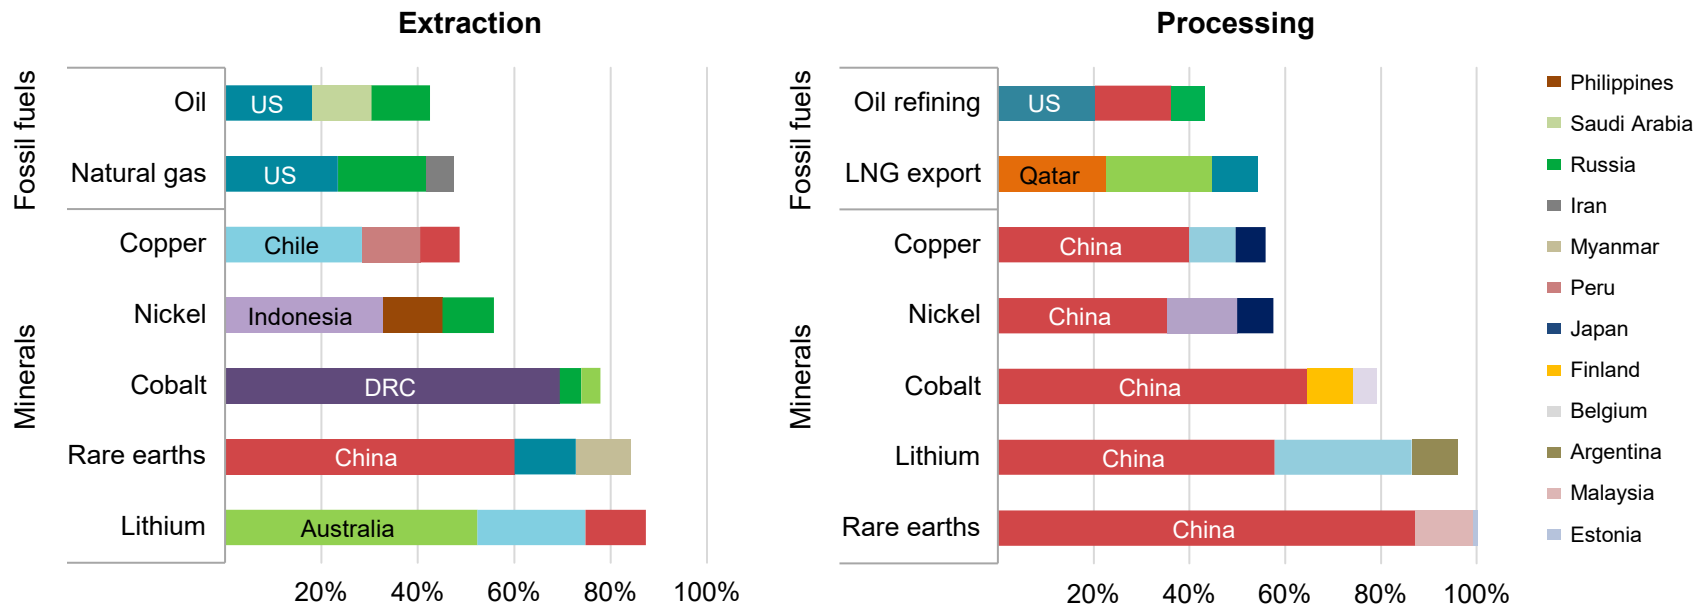 Extraction
Fossil fuels
Oil
US
Natural gas
US
Minerals
Copper
Chile
Nickel
Indonesia
Cobalt
DRC
Rare earths
China
Lithium
Australia
20% 40% 60% 80% 100%
Processing
Fossil fuels
Oil refining
US
LNG export
Qatar
Minerals
Copper
China
Nickel
China
Cobalt
China
Lithium
China
Rare earths
China
20% 40% 60% 80% 100%
Philippines
Saudi Arabia
Russia
Iran
Myanmar
Peru
Japan
Finland
Belgium
Argentina
Malaysia
Estonia